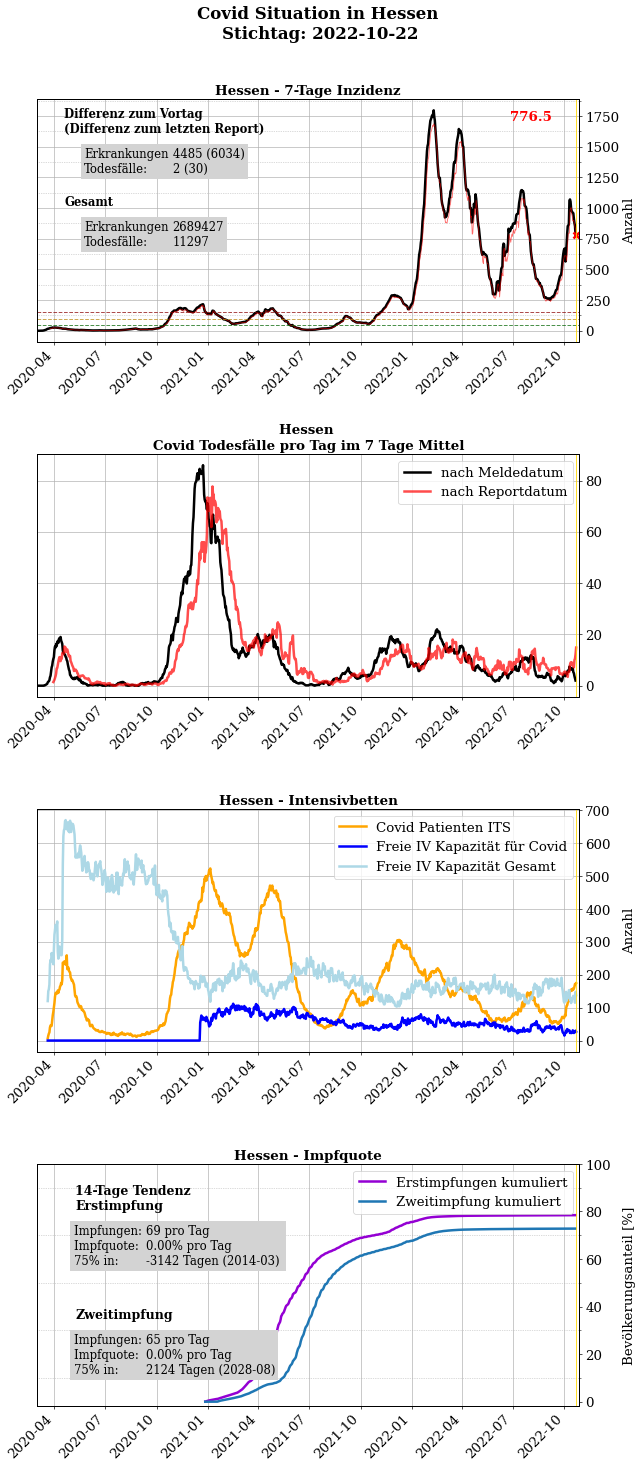 Covid Situation in Hessen
Stichtag: 2022-10-22
Hessen - 7-Tage Inzidenz
Differenz zum Vortag
(Differenz zum letzten Report)
Erkrankungen 4485 (6034)
Todesfälle: 2 (30)
Gesamt
Erkrankungen 2689427
Todesfälle: 11297
776.5
1750
1500
1250
1000
750
500
250
0
Anzahl
2020-04 2020-07 2020-10 2021-01 2021-04 2021-07 2021-10 2022-01 2022-04 2022-07 2022-10
Hessen
Covid Todesfälle pro Tag im 7 Tage Mittel
nach Meldedatum
nach Reportdatum
80
60
40
20
0
2020-04 2020-07 2020-10 2021-01 2021-04 2021-07 2021-10 2022-01 2022-04 2022-07 2022-10
Hessen - Intensivbetten
Covid Patienten ITS
Freie IV Kapazität für Covid
Freie IV Kapazität Gesamt
700
600
500
400
300
200
100
0
Anzahl
2020-04 2020-07 2020-10 2021-01 2021-04 2021-07 2021-10 2022-01 2022-04 2022-07 2022-10
Hessen - Impfquote
Erstimpfungen kumuliert
Zweitimpfung kumuliert
14-Tage Tendenz
Erstimpfung
Impfungen: 69 pro Tag
Impfquote: 0.00% pro Tag
75% in: -3142 Tagen (2014-03)
Zweitimpfung
Impfungen: 65 pro Tag
Impfquote: 0.00% pro Tag
75% in: 2124 Tagen (2028-08)
100
80
60
40
20
0
Bevölkerungsanteil [%]
2020-04 2020-07 2020-10 2021-01 2021-04 2021-07 2021-10 2022-01 2022-04 2022-07 2022-10